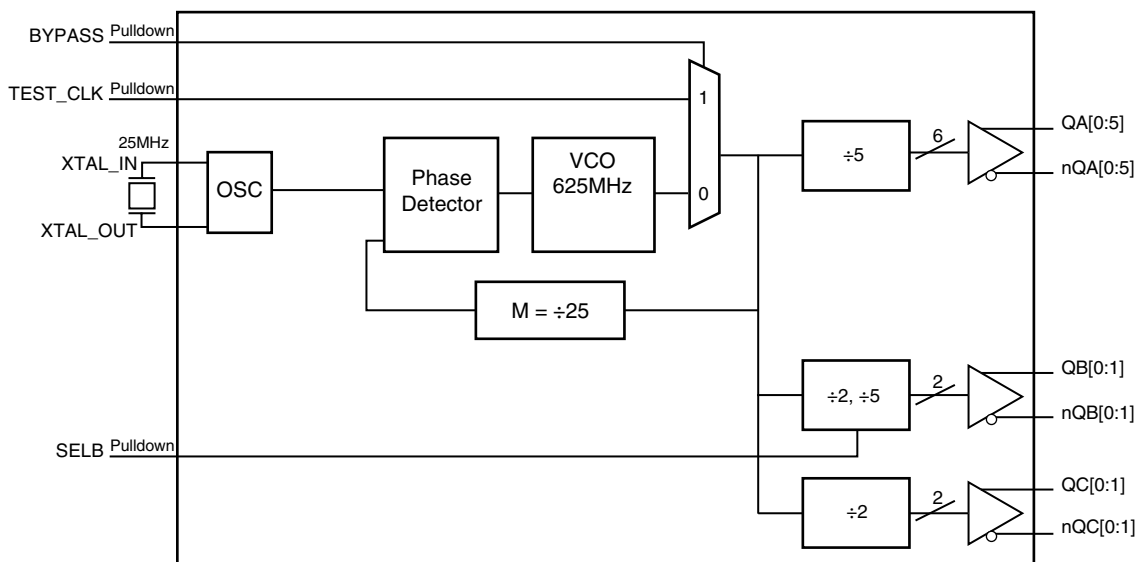 BYPASS Pulldown
TEST_CLK Pulldown
25MHz
XTAL_IN
XTAL_OUT
OSC
Phase
Detector
VCO
625MHz
1
0
M = ÷25
÷5
6
QA[0:5]
nQA[0:5]
÷2, ÷5
2
QB[0:1]
nQB[0:1]
SELB Pulldown
÷2
2
QC[0:1]
nQC[0:1]